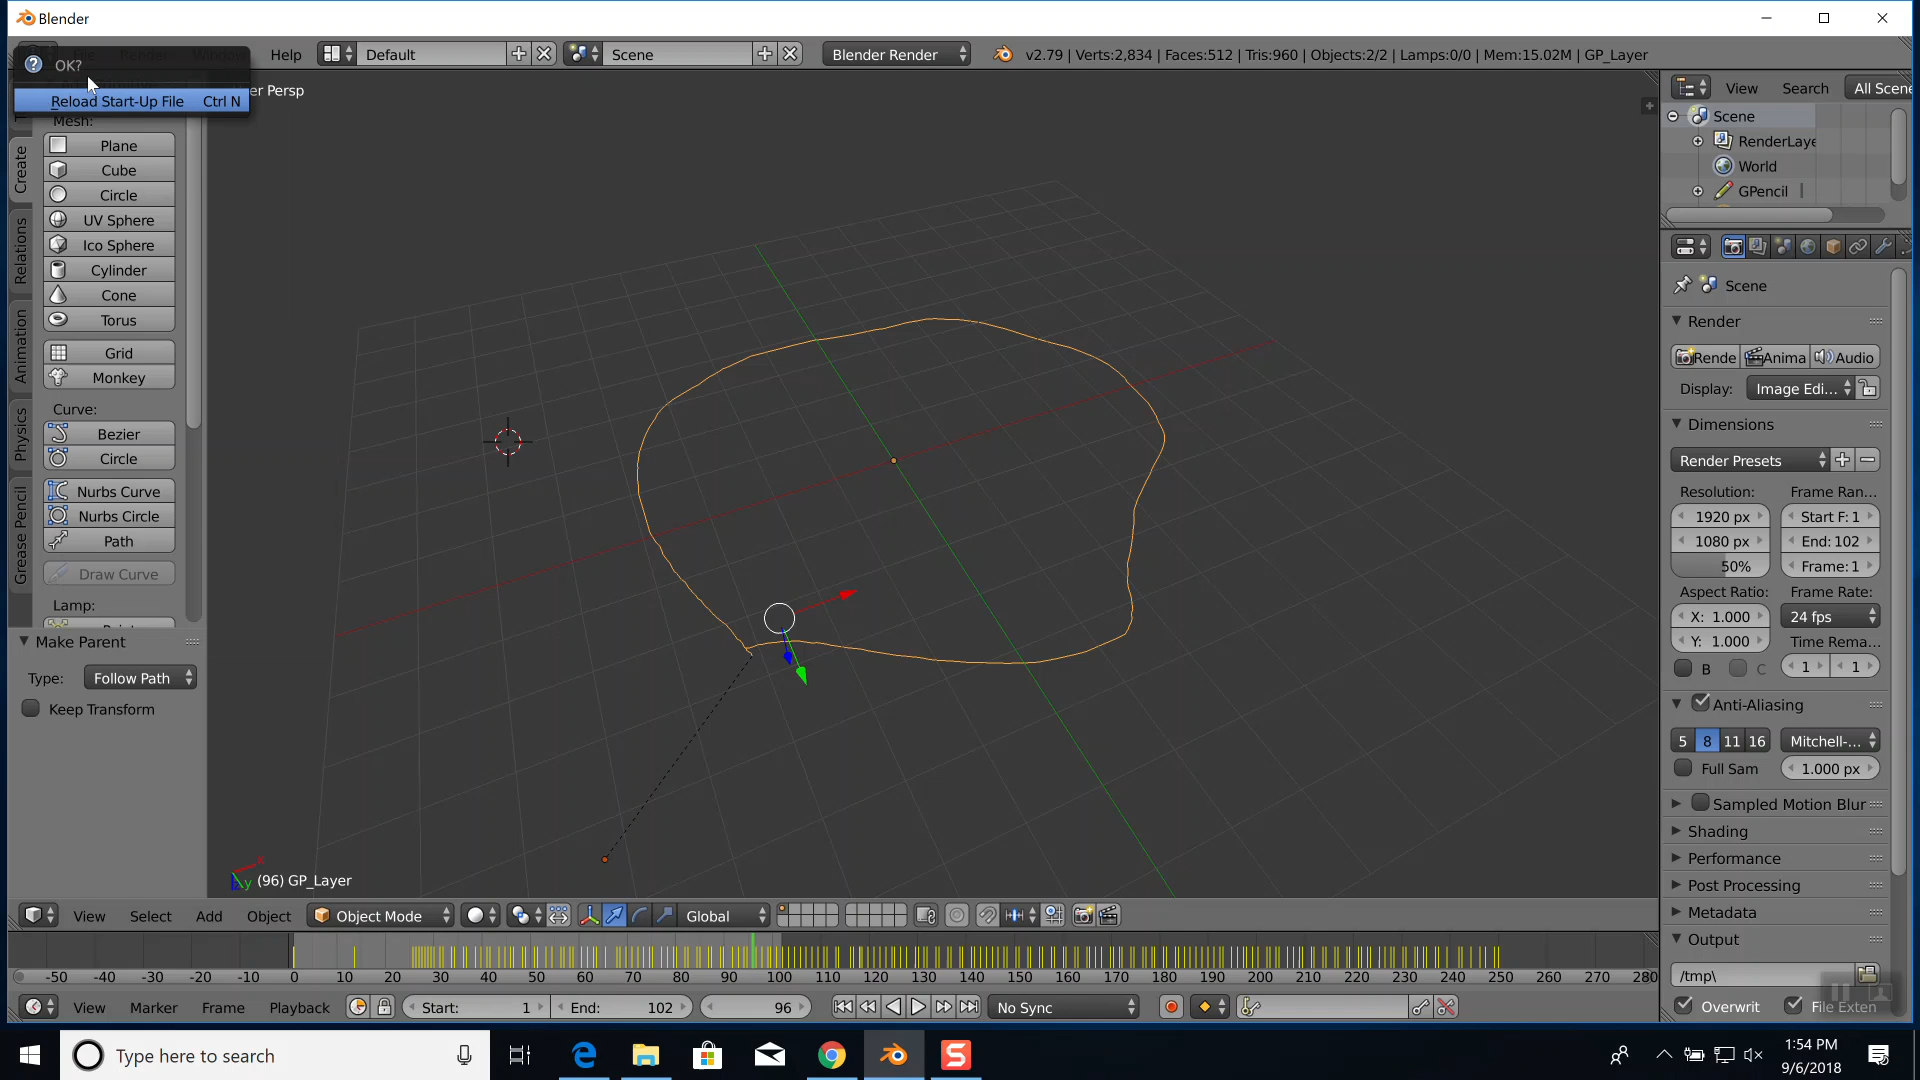 Blender
Help
Default
Scene
Blender Render
v2.79 | Verts:2,834 | Faces:512 | Tris:960 | Objects:2/2 | Lamps:0/0 | Mem:15.02M | GP_Layer
OK?
Reload Start-Up File Ctrl N
er Persp
Mesh:
Plane
Cube
Circle
UV Sphere
Ico Sphere
Cylinder
Cone
Torus
Grid
Monkey
Curve:
Bezier
Circle
Nurbs Curve
Nurbs Circle
Path
Draw Curve
Lamp:
Create
Relations
Animation
Physics
Grease Pencil
Make Parent
Type: Follow Path
Keep Transform
x
y
(96) GP_Layer
View Search All Scene
Scene
RenderLaye
World
GPencil
Scene
Render
Rende Anima Audio
Display: Image Edi...
Dimensions
Render Presets
Resolution: Frame Ran...
1920 px Start F: 1
1080 px End: 102
50% Frame: 1
Aspect Ratio: Frame Rate:
X: 1.000 24 fps
Y: 1.000 Time Rema...
B C 1 1
Anti-Aliasing
5 8 11 16 Mitchell-...
Full Sam 1.000 px
Sampled Motion Blur
Shading
Performance
Post Processing
Metadata
Output
/tmp\
Overwrit File Exten
View Select Add Object Object Mode Global
-50 -40 -30 -20 -10 0 10 20 30 40 50 60 70 80 90 100 110 120 130 140 150 160 170 180 190 200 210 220 230 240 250 260 270 280
View Marker Frame Playback Start: 1 End: 102 96 No Sync
Type here to search
S
1:54 PM
9/6/2018